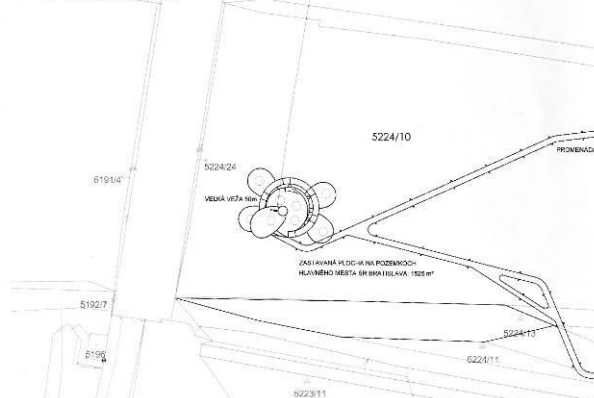 5224/10
PROMENÁDA
5224/24
5191/4
VEĽKÁ VEŽA 50m
ZASTAVANÁ PLOCHA NA POZEMKOCH
HLAVNÉHO MESTA SR BRATISLAVA: 1525 m²
5192/7
5224/13
5196
5224/11
5223/11